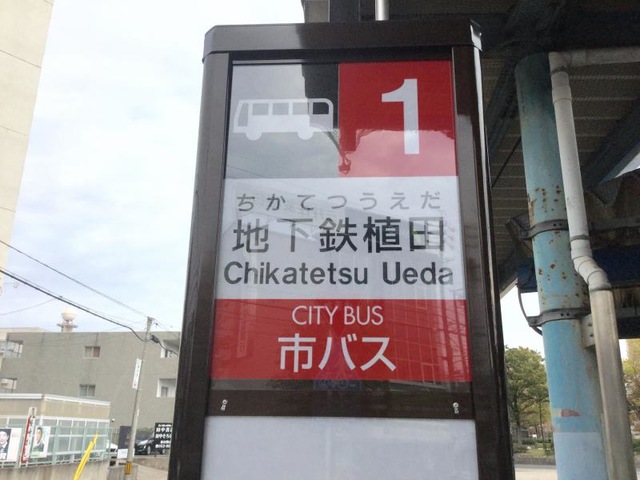 1
ちかてつうえだ
地下鉄植田
Chikatetsu Ueda
CITY BUS
市バス